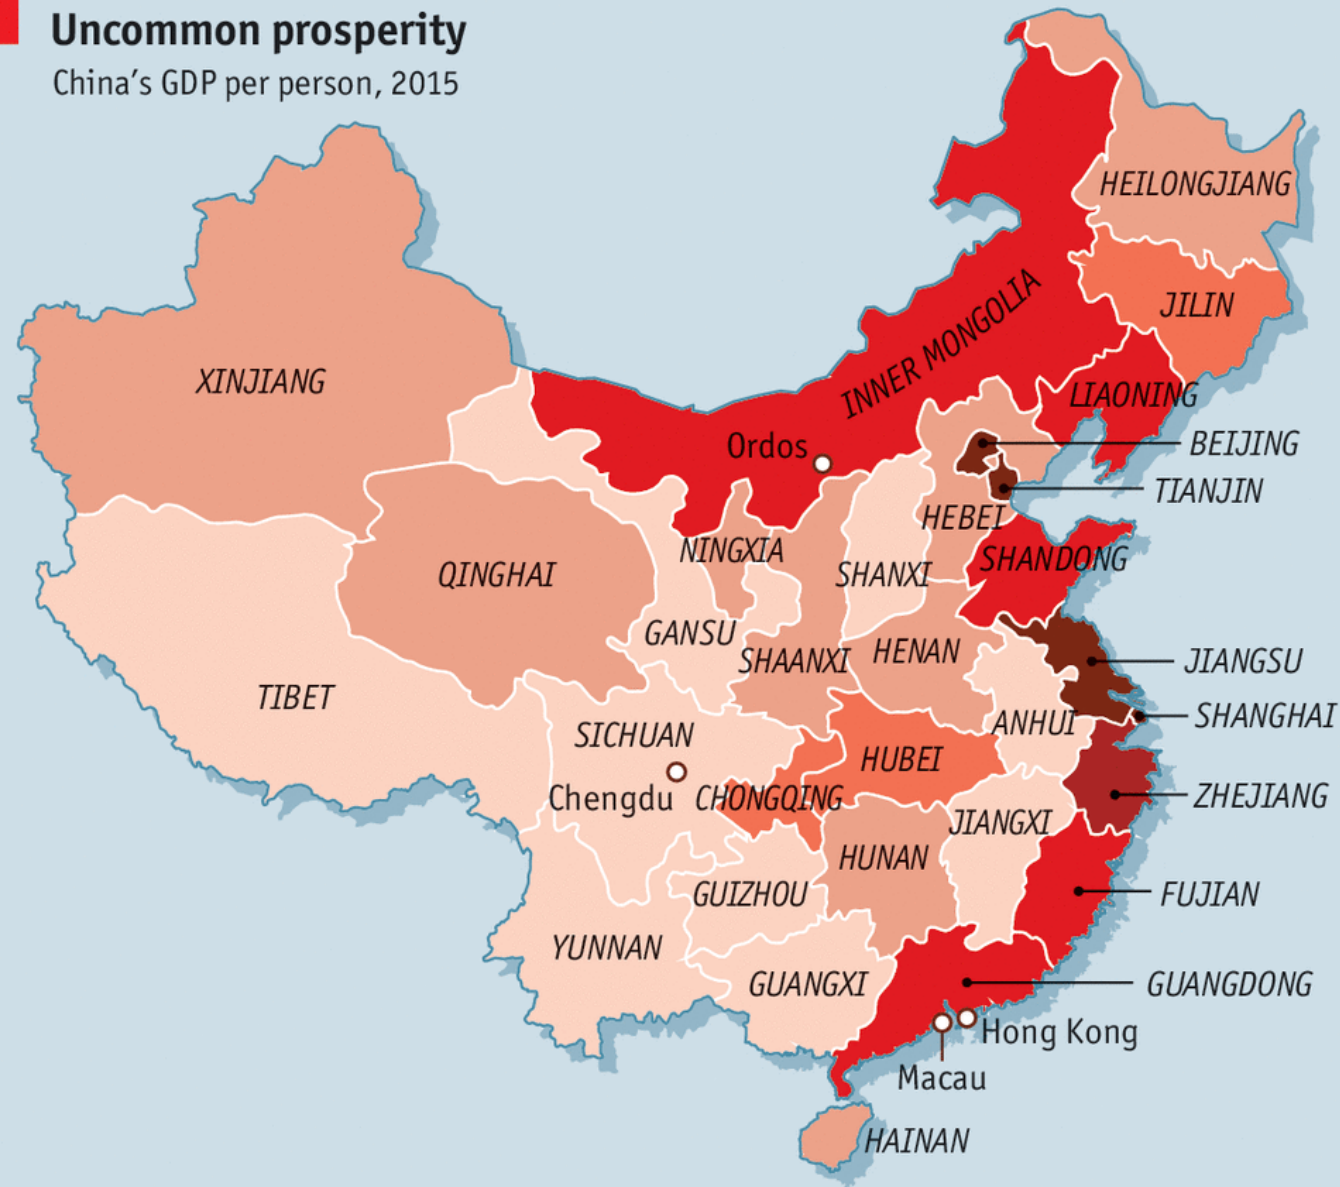 Uncommon prosperity
China's GDP per person, 2015
HEILONGJIANG
JILIN
INNER MONGOLIA
XINJIANG
LIAONING
BEIJING
Ordos
TIANJIN
HEBEI
NINGXIA
SHANDONG
QINGHAI
SHANXI
GANSU
SHAANXI
HENAN
JIANGSU
TIBET
SHANGHAI
ANHUI
SICHUAN
HUBEI
Chengdu
CHONGQING
ZHEJIANG
JIANGXI
HUNAN
GUIZHOU
FUJIAN
YUNNAN
GUANGXI
GUANGDONG
Hong Kong
Macau
HAINAN